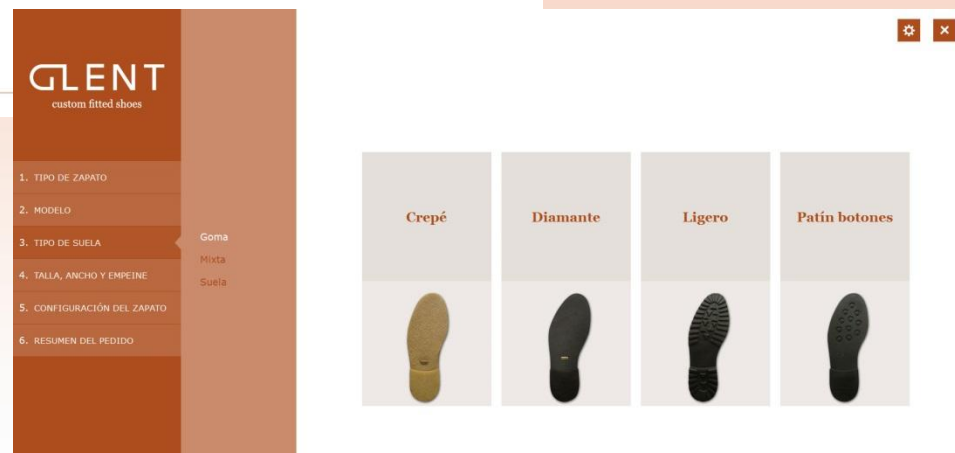 GLENT
custom fitted shoes
1. TIPO DE ZAPATO
2. MODELO
3. TIPO DE SUELA
4. TALLA, ANCHO Y EMPEINE
5. CONFIGURACIÓN DEL ZAPATO
6. RESUMEN DEL PEDIDO
Goma
Mixta
Suela
Crepé
Diamante
Ligero
Patín botones